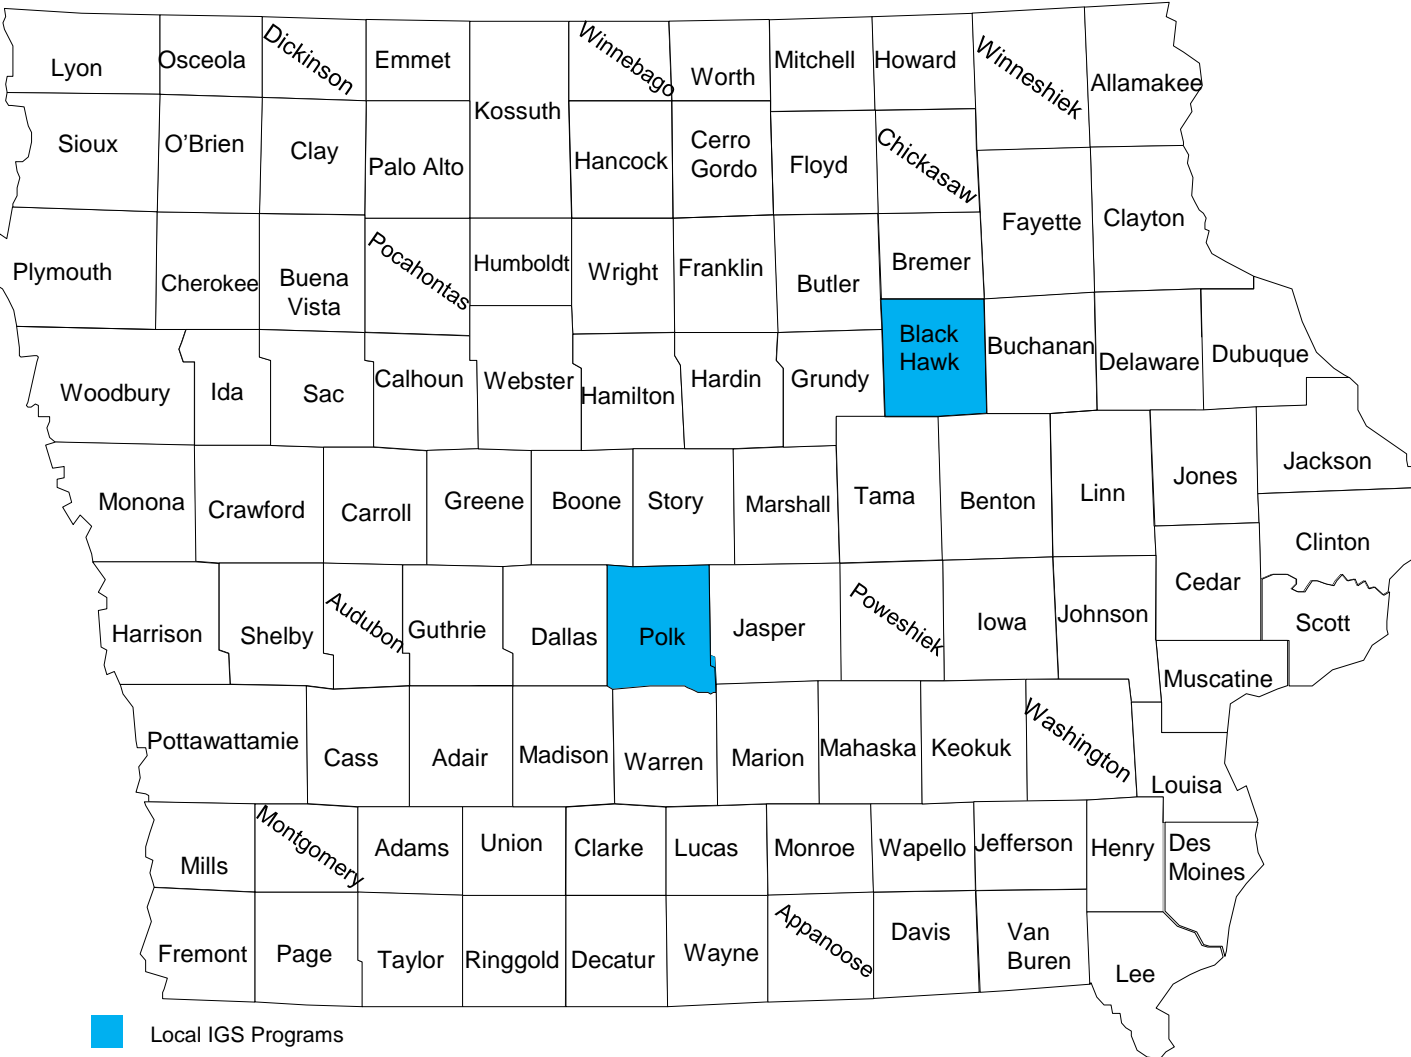 Lyon
Osceola
Dickinson
Emmet
Kossuth
Winnebago
Worth
Mitchell
Howard
Winneshiek
Allamakee
Sioux
O’Brien
Clay
Palo Alto
Hancock
Cerro
Gordo
Floyd
Chickasaw
Fayette
Clayton
Plymouth
Cherokee
Buena
Vista
Pocahontas
Humboldt
Wright
Franklin
Butler
Bremer
Black
Hawk
Buchanan
Delaware
Dubuque
Woodbury
Ida
Sac
Calhoun
Webster
Hamilton
Hardin
Grundy
Monona
Crawford
Carroll
Greene
Boone
Story
Marshall
Tama
Benton
Linn
Jones
Jackson
Clinton
Cedar
Scott
Harrison
Shelby
Audubon
Guthrie
Dallas
Polk
Jasper
Poweshiek
Iowa
Johnson
Muscatine
Pottawattamie
Cass
Adair
Madison
Warren
Marion
Mahaska
Keokuk
Washington
Louisa
Mills
Montgomery
Adams
Union
Clarke
Lucas
Monroe
Wapello
Jefferson
Henry
Des
Moines
Fremont
Page
Taylor
Ringgold
Decatur
Wayne
Appanoose
Davis
Van
Buren
Lee
Local IGS Programs